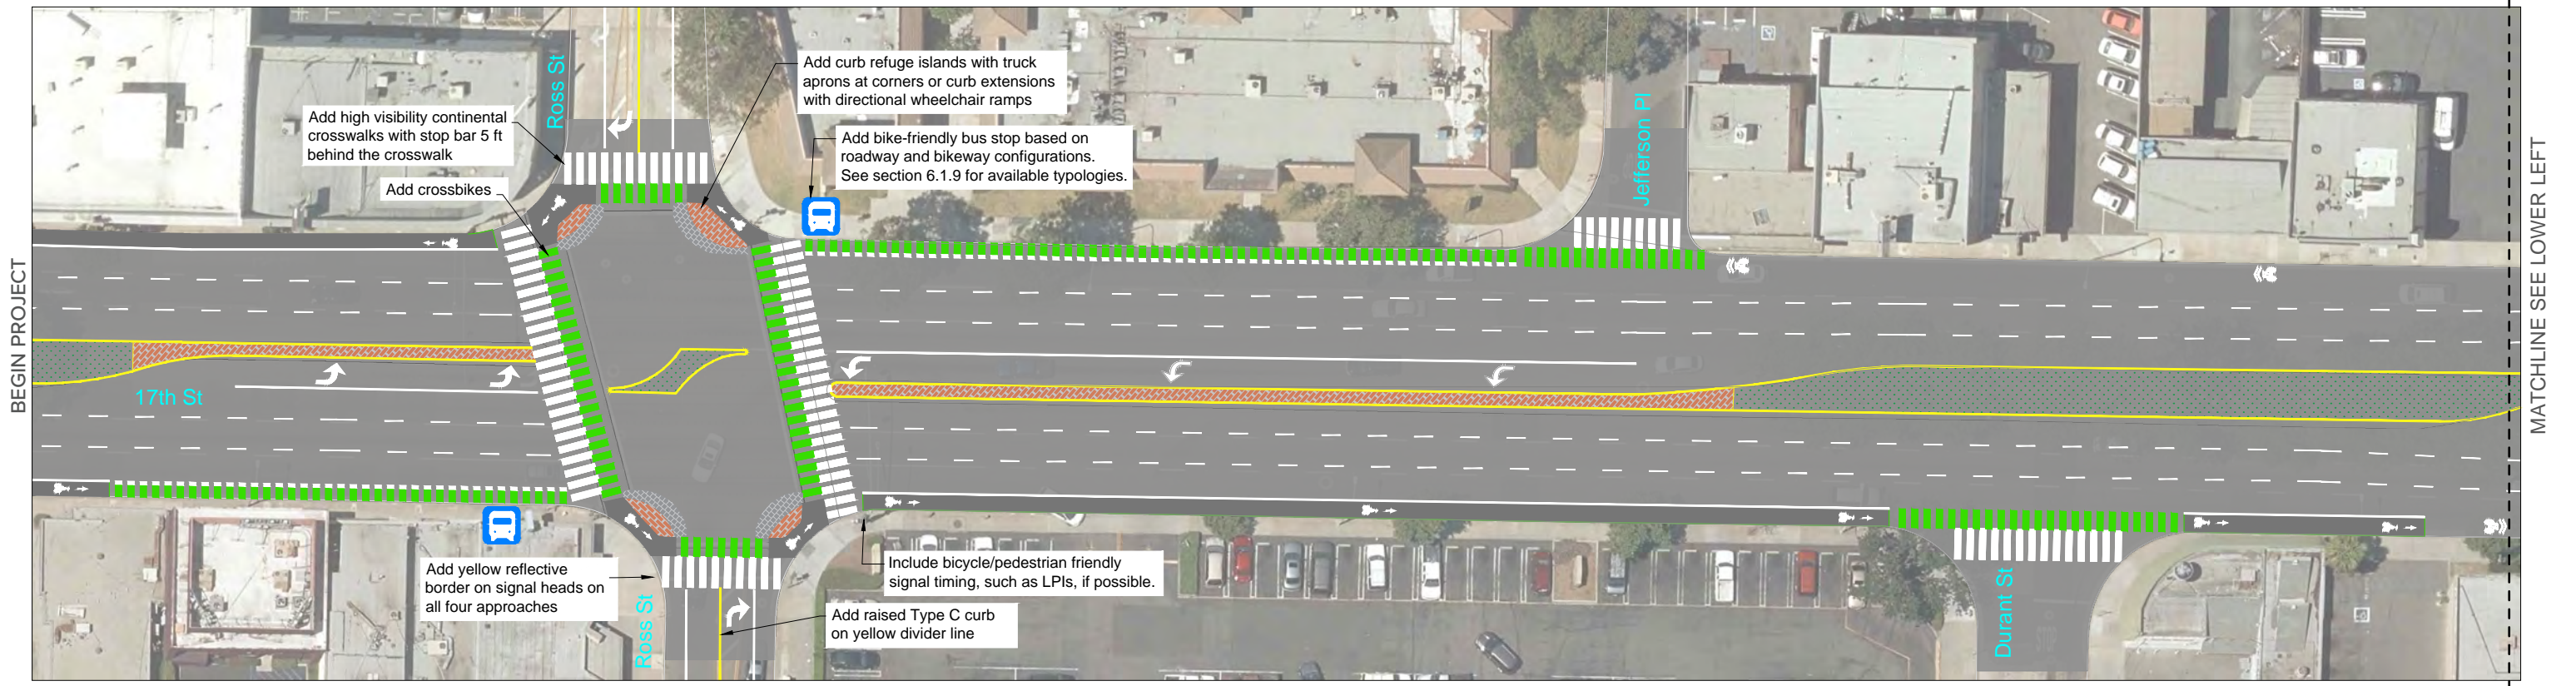 Ross St
Add curb refuge islands with truck
aprons at corners or curb extensions
with directional wheelchair ramps
Add high visibility continental
crosswalks with stop bar 5 ft
behind the crosswalk
Add bike-friendly bus stop based on
roadway and bikeway configurations.
See section 6.1.9 for available typologies.
Add crossbikes
Jefferson Pl
BEGIN PROJECT
17th St
MATCHLINE SEE LOWER LEFT
Add yellow reflective
border on signal heads on
all four approaches
Include bicycle/pedestrian friendly
signal timing, such as LPIs, if possible.
Ross St
Add raised Type C curb
on yellow divider line
Durant St